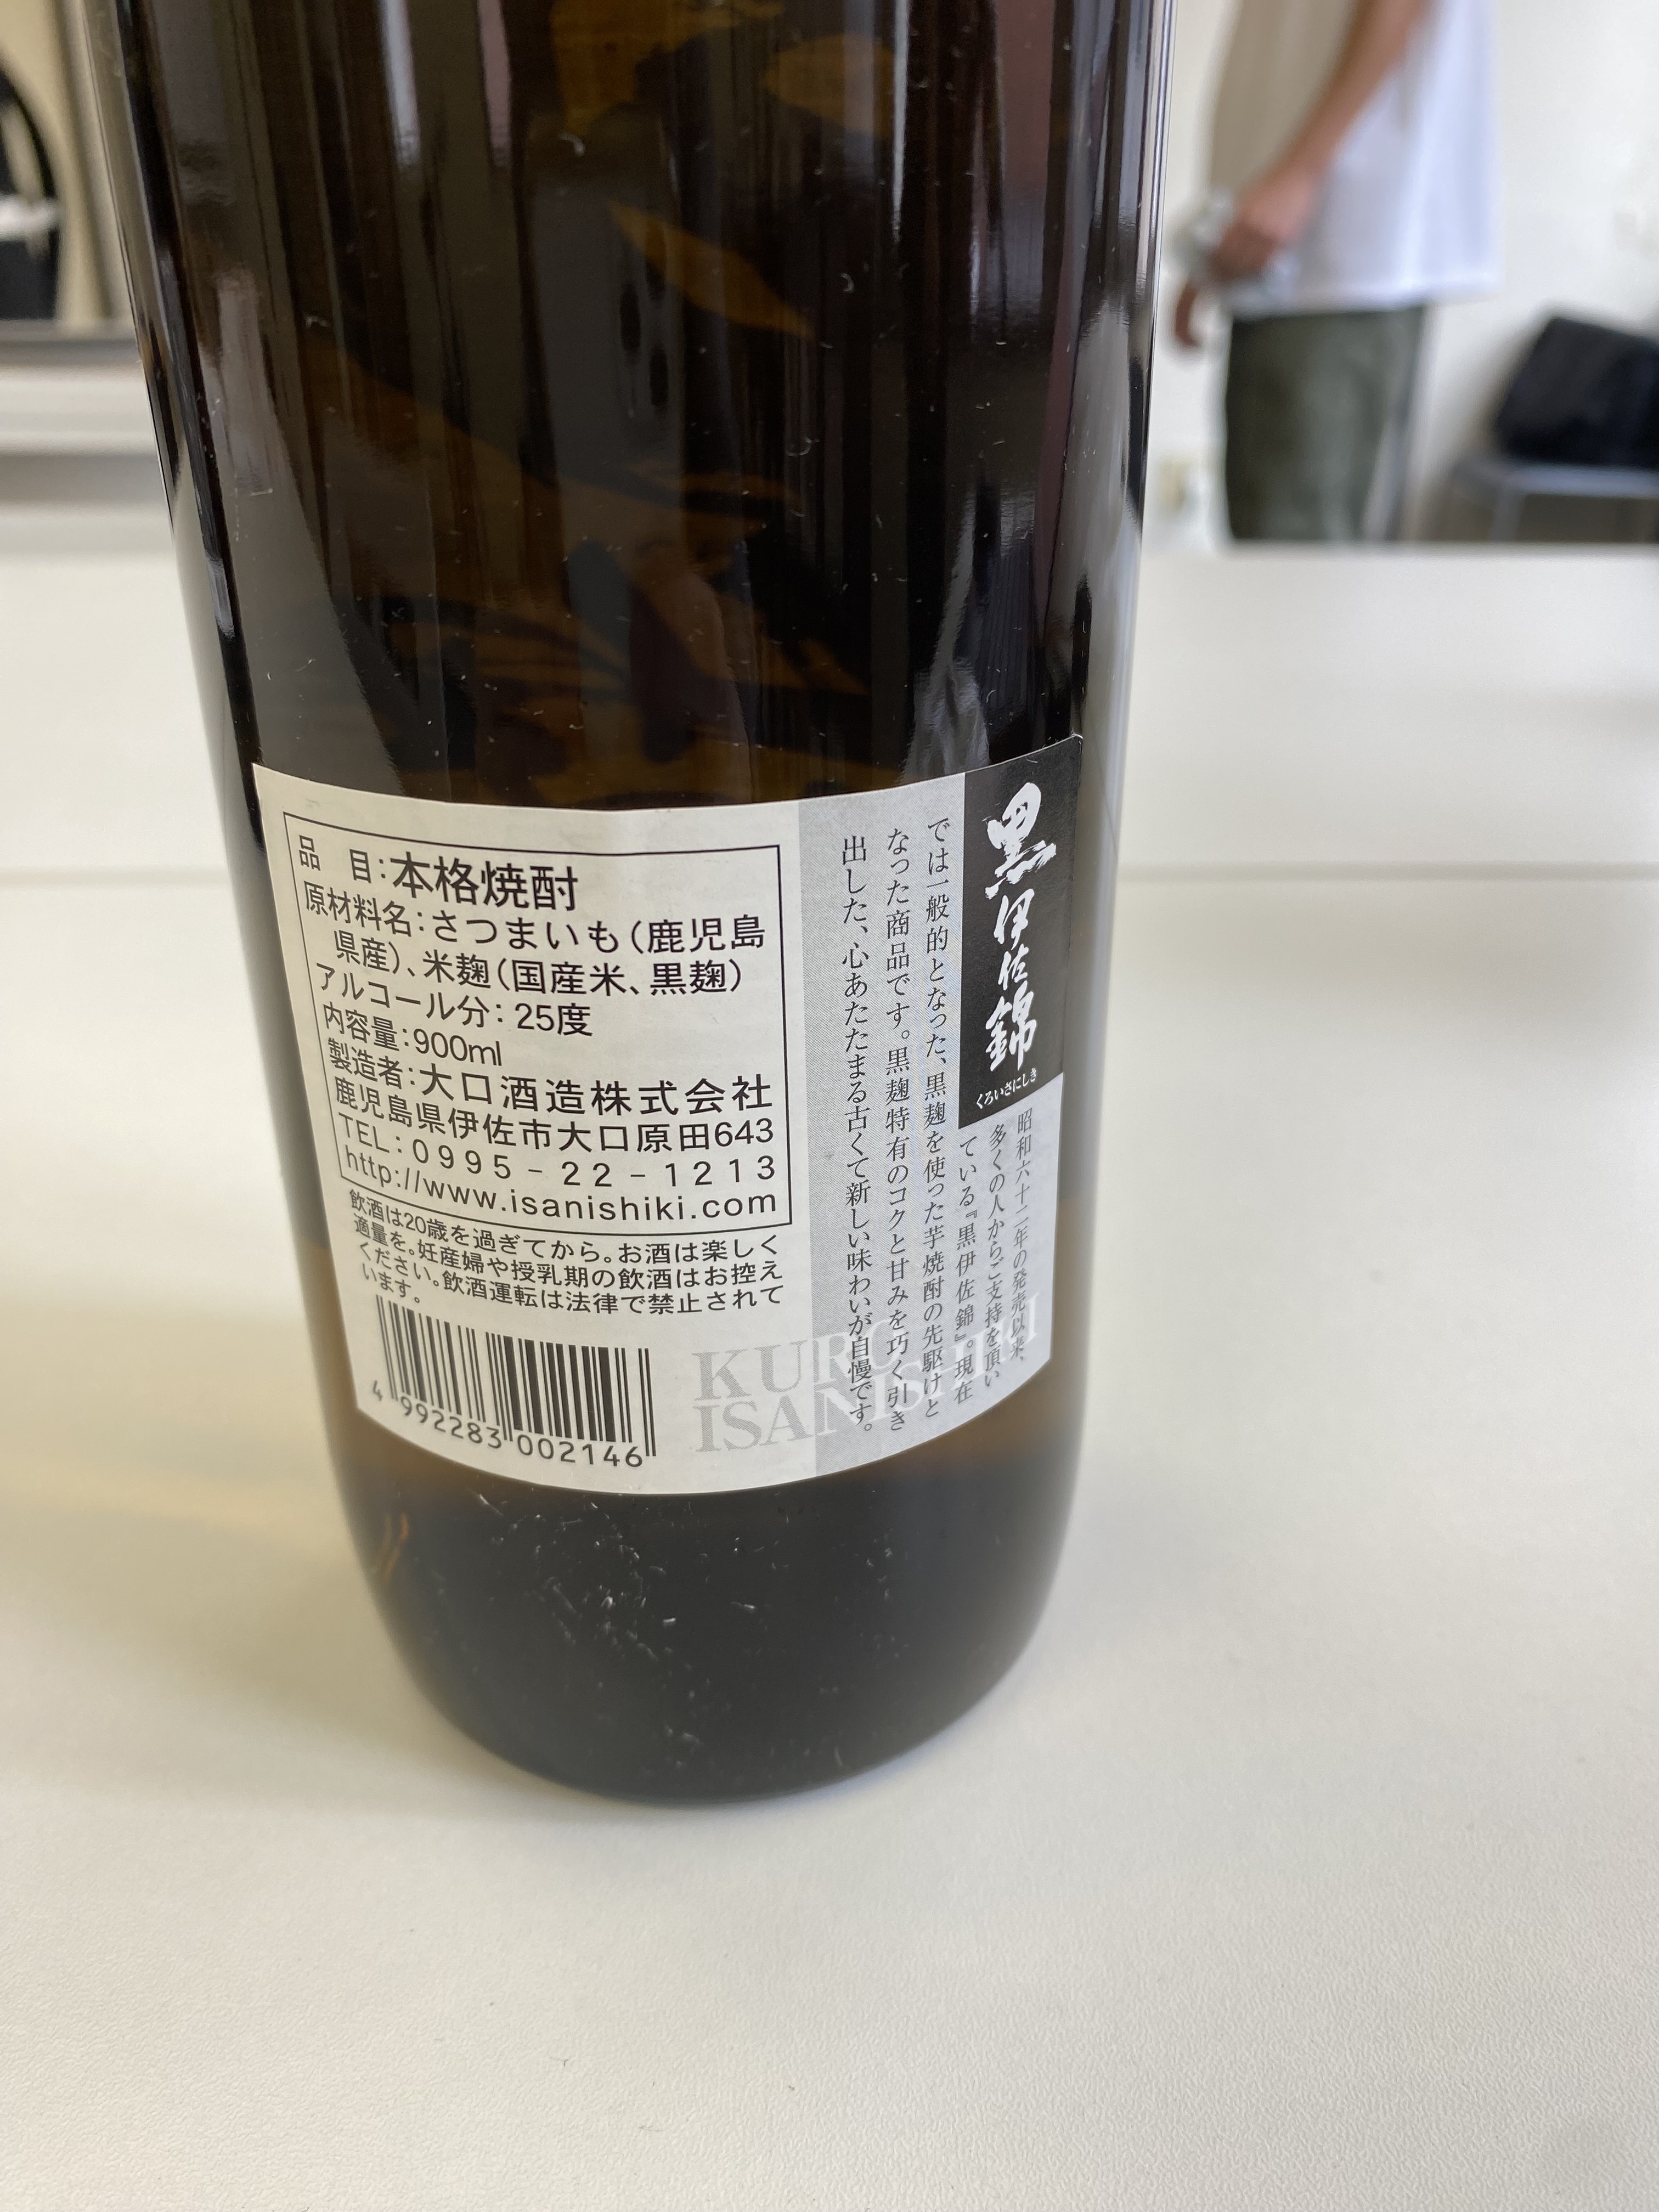 品 目:本格焼酎
原材料名:さつまいも(鹿児島
県産)、米麹(国産米、黒麹)
アルコール分:25度
内容量:900ml
製造者:大口酒造株式会社
鹿児島県伊佐市大口原田643
TEL:0995-22-1213
http://www.isanishiki.com
飲酒は20歳を過ぎてから。お酒は楽しく
適量を。妊産婦や授乳期の飲酒はお控え
ください。飲酒運転は法律で禁止されて
います。
4 992283 002146
KURO
ISANISHIKI
黒伊佐錦
くろいさにしき
昭和六十二年の発売以来、
多くの人からご支持を頂い
ている『黒伊佐錦』。現在
では一般的となった、黒麹を使った芋焼酎の先駆けと
なった商品です。黒麹特有のコクと甘みを巧く引き
出した、心あたたまる古くて新しい味わいが自慢です。